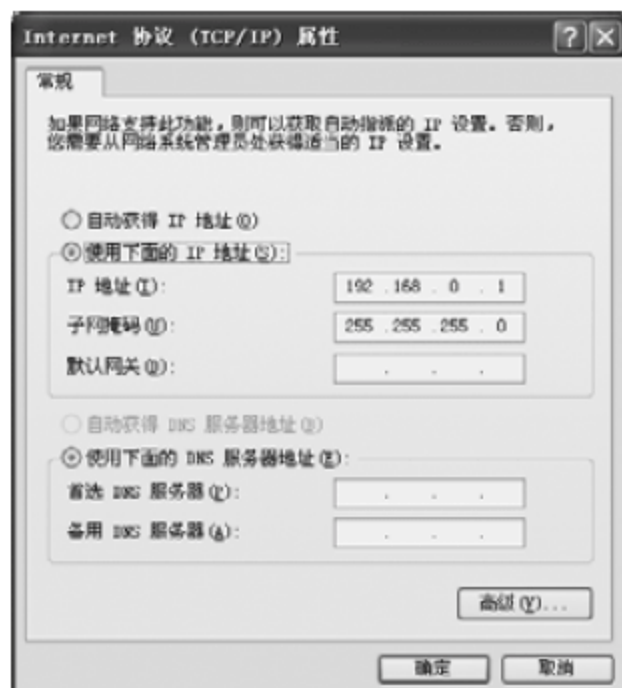 Internet 协议 (TCP/IP) 属性
常规
如果网络支持此功能，则可以获取自动指派的 IP 设置。否则，
您需要从网络系统管理员处获得适当的 IP 设置。
自动获得 IP 地址(O)
使用下面的 IP 地址(S):
IP 地址(I): 192 .168 . 0 . 1
子网掩码(U): 255 .255 .255 . 0
默认网关(D): . . .
自动获得 DNS 服务器地址(B)
使用下面的 DNS 服务器地址(E):
首选 DNS 服务器(P): . . .
备用 DNS 服务器(A): . . .
高级(V)...
确定
取消